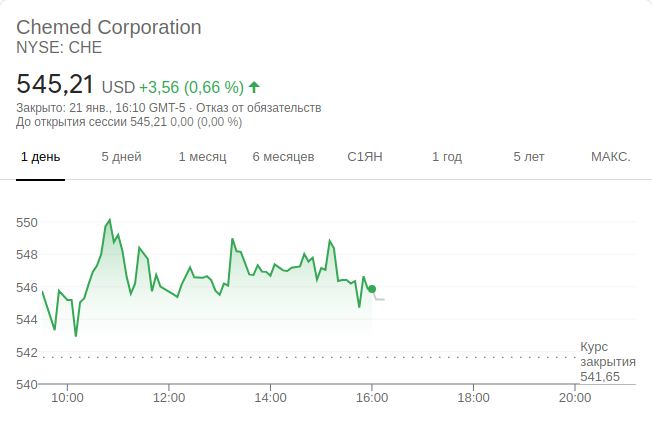 Chemed Corporation
NYSE: CHE
545,21 USD +3,56 (0,66 %)
Закрыто: 21 янв., 16:10 GMT-5 · Отказ от обязательств
До открытия сессии 545,21 0,00 (0,00 %)
1 день 5 дней 1 месяц 6 месяцев С1ЯН 1 год 5 лет МАКС.
550
548
546
544
542
540
Курс
закрытия
541,65
10:00 12:00 14:00 16:00 18:00 20:00